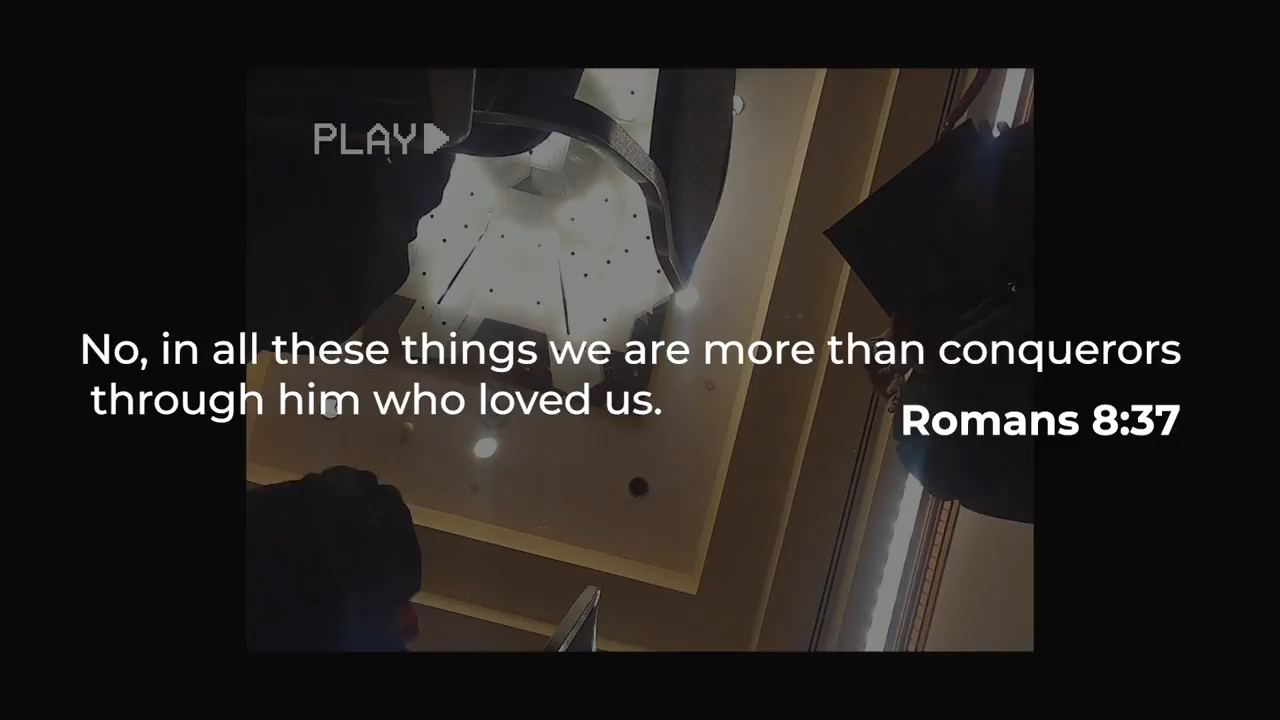 PLAY
No, in all these things we are more than conquerors
through him who loved us.
Romans 8:37